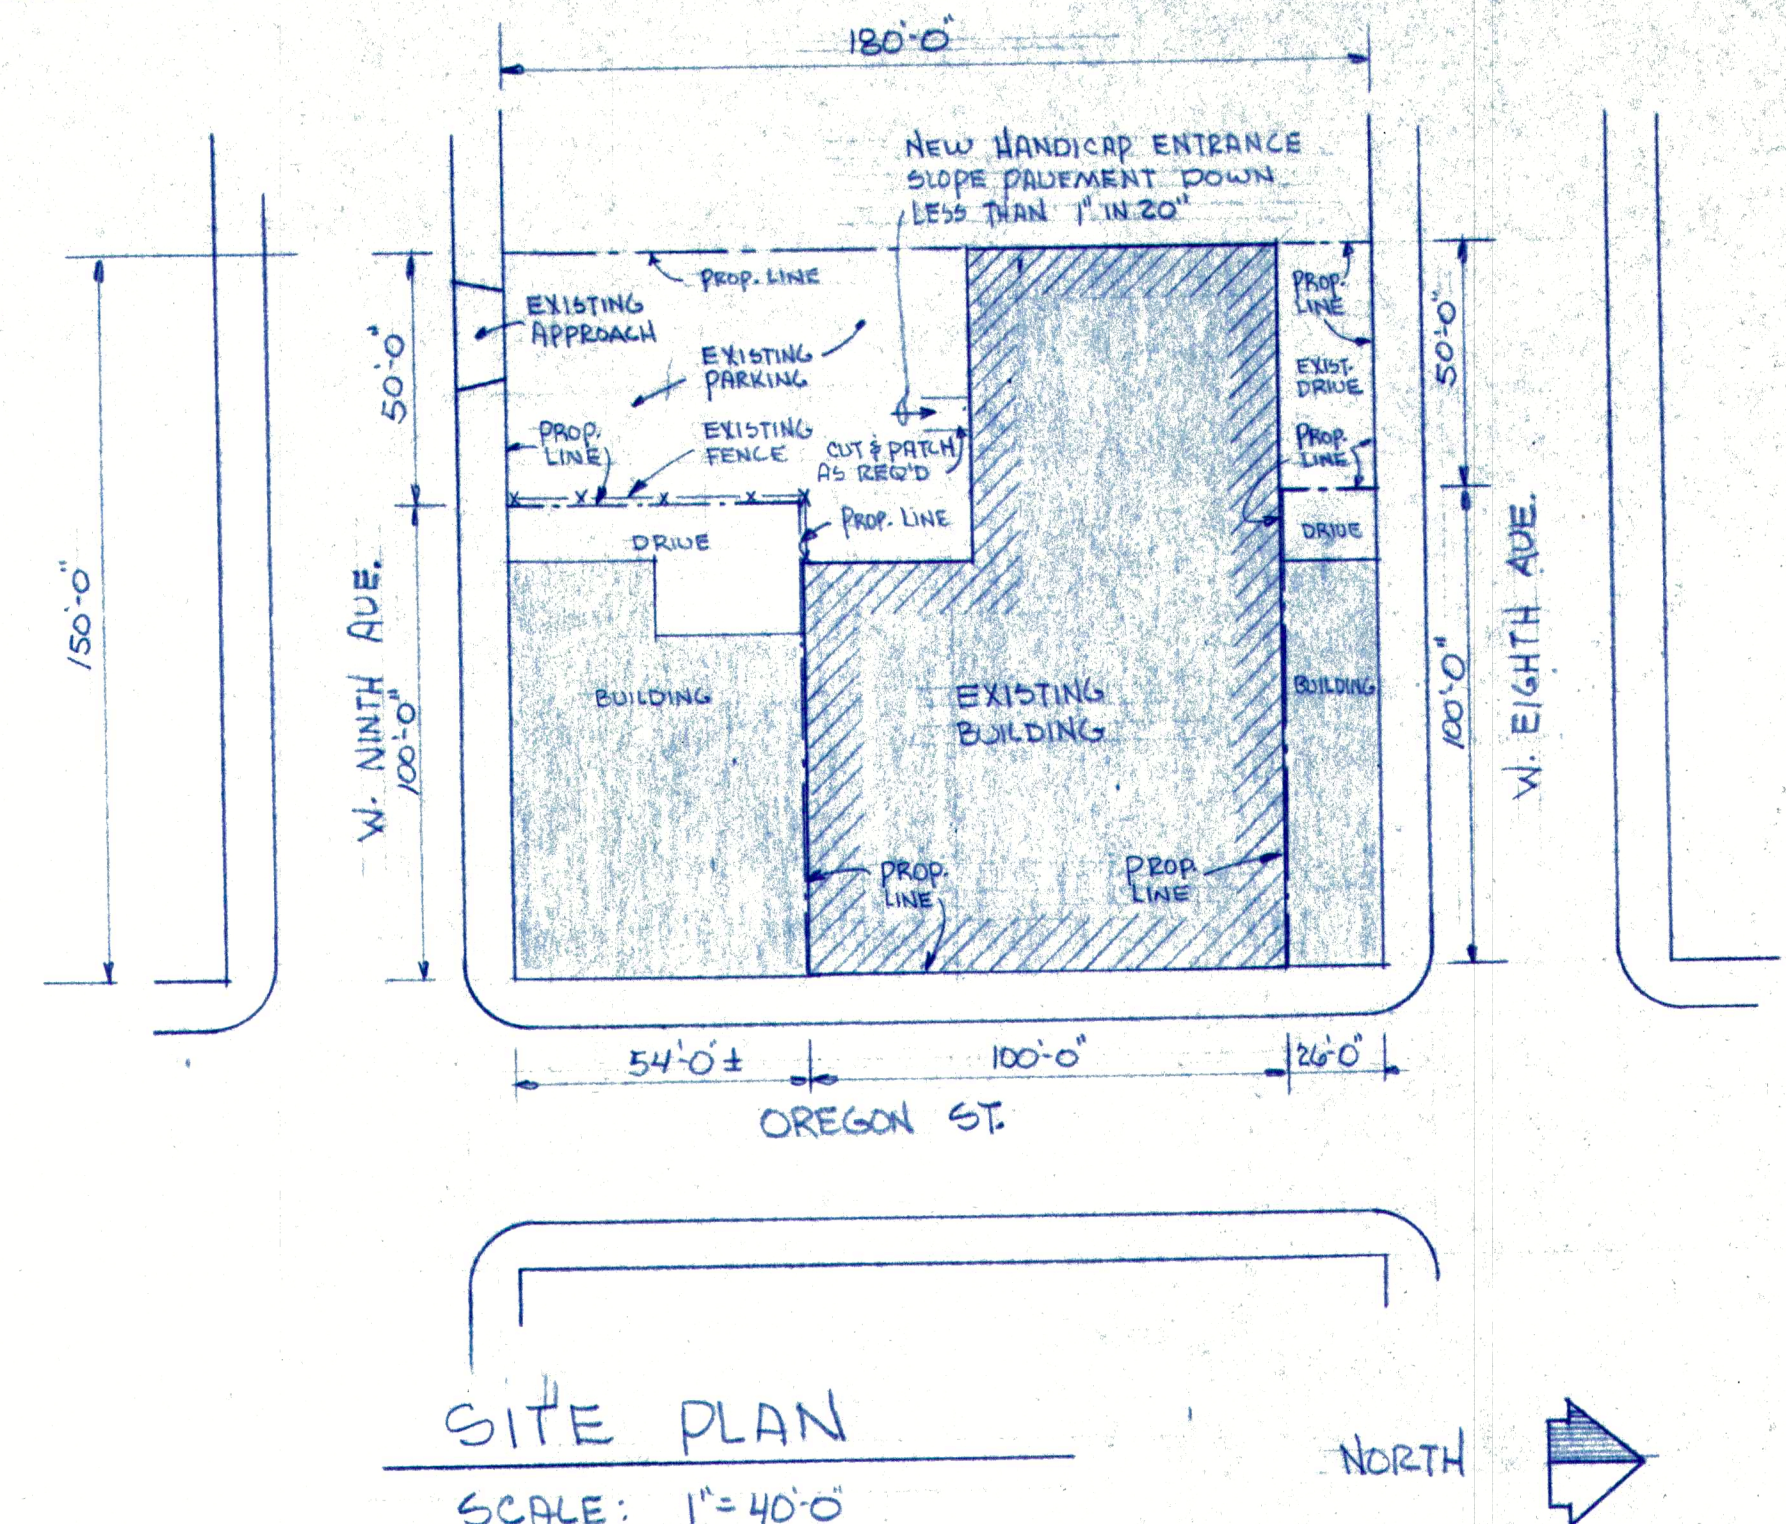 180'-0"
NEW HANDICAP ENTRANCE
SLOPE PAVEMENT DOWN
LESS THAN 1" IN 20"
PROP. LINE
EXISTING
APPROACH
EXISTING
PARKING
PROP.
LINE
EXISTING
FENCE
CUT & PATCH
AS REQ'D
PROP. LINE
DRIVE
PROP.
LINE
EXIST.
DRIVE
PROP.
LINE
DRIVE
50'-0"
50'-0"
150'-0"
W. NINTH AVE.
100'-0"
BUILDING
EXISTING
BUILDING
BUILDING
100'-0"
W. EIGHTH AVE.
PROP.
LINE
PROP.
LINE
54'-0" ±
100'-0"
26'-0"
OREGON ST.
SITE PLAN
SCALE: 1"=40'-0"
NORTH